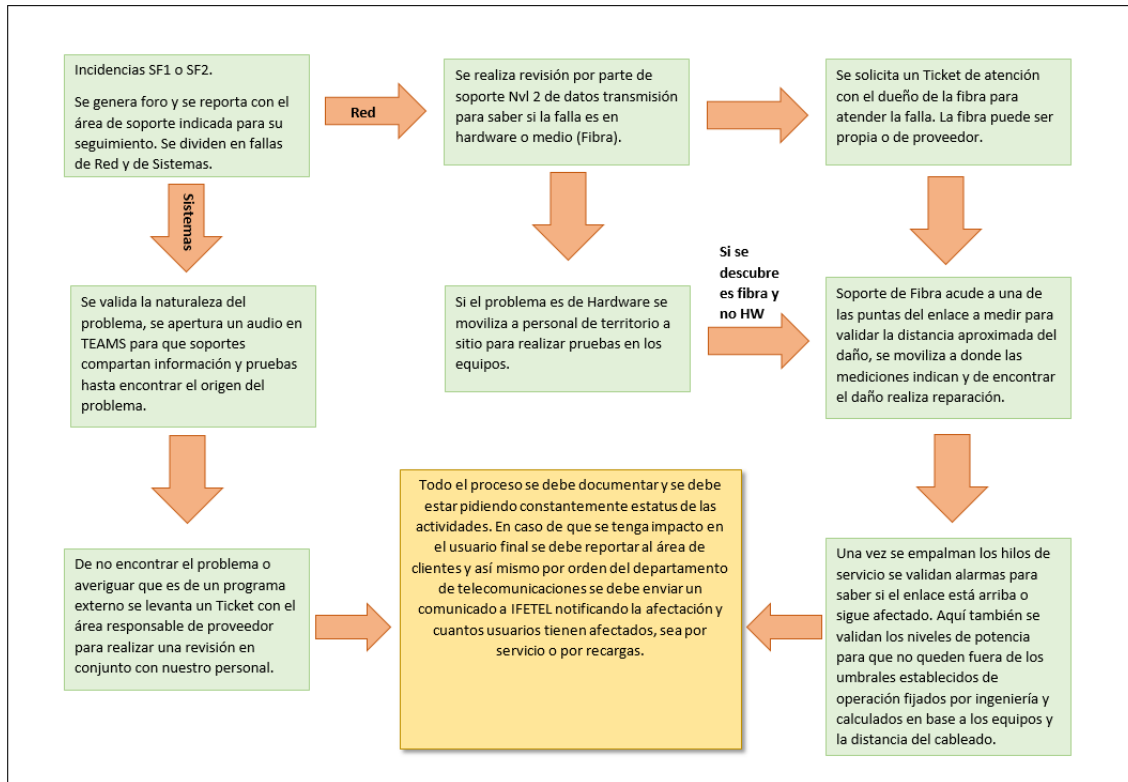 Incidencias SF1 o SF2.
Se genera foro y se reporta con el
área de soporte indicada para su
seguimiento. Se dividen en fallas
de Red y de Sistemas.
Red
Se realiza revisión por parte de
soporte Nvl 2 de datos transmisión
para saber si la falla es en
hardware o medio (Fibra).
Se solicita un Ticket de atención
con el dueño de la fibra para
atender la falla. La fibra puede ser
propia o de proveedor.
Sistemas
Se valida la naturaleza del
problema, se apertura un audio en
TEAMS para que soportes
compartan información y pruebas
hasta encontrar el origen del
problema.
Si el problema es de Hardware se
moviliza a personal de territorio a
sitio para realizar pruebas en los
equipos.
Si se
descubre
es fibra y
no HW
Soporte de Fibra acude a una de
las puntas del enlace a medir para
validar la distancia aproximada del
daño, se moviliza a donde las
mediciones indican y de encontrar
el daño realiza reparación.
De no encontrar el problema o
averiguar que es de un programa
externo se levanta un Ticket con el
área responsable de proveedor
para realizar una revisión en
conjunto con nuestro personal.
Todo el proceso se debe documentar y se debe
estar pidiendo constantemente estatus de las
actividades. En caso de que se tenga impacto en
el usuario final se debe reportar al área de
clientes y así mismo por orden del departamento
de telecomunicaciones se debe enviar un
comunicado a IFETEL notificando la afectación y
cuantos usuarios tienen afectados, sea por
servicio o por recargas.
Una vez se empalman los hilos de
servicio se validan alarmas para
saber si el enlace está arriba o
sigue afectado. Aquí también se
validan los niveles de potencia
para que no queden fuera de los
umbrales establecidos de
operación fijados por ingeniería y
calculados en base a los equipos y
la distancia del cableado.